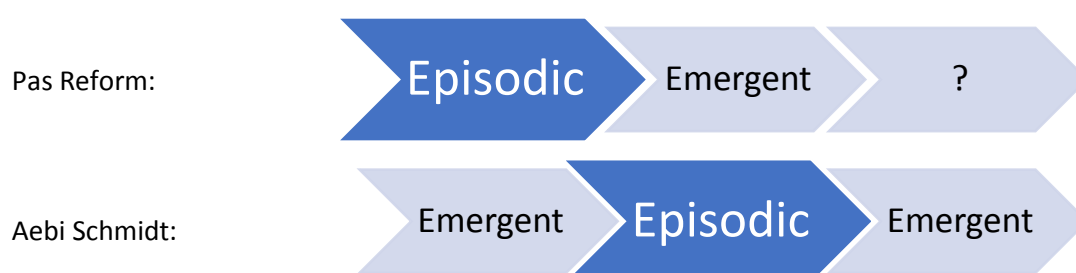 Pas Reform: Episodic Emergent ?
Aebi Schmidt: Emergent Episodic Emergent